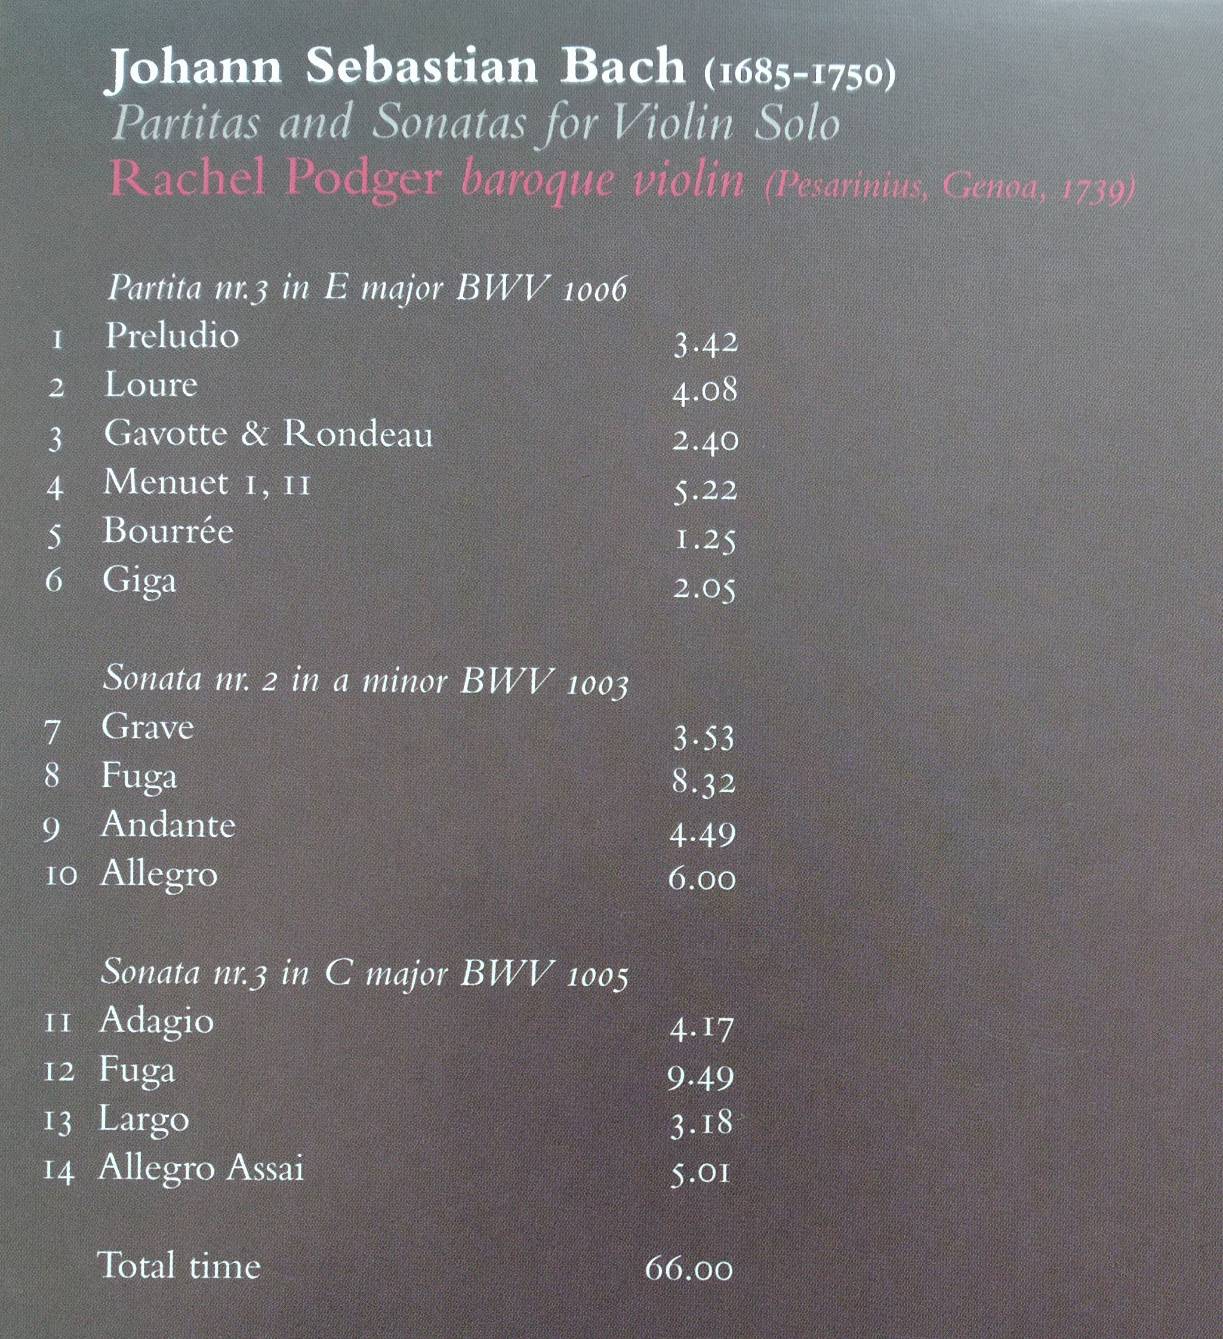 Johann Sebastian Bach (1685-1750)
Partitas and Sonatas for Violin Solo
Rachel Podger baroque violin (Pesarinius, Genoa, 1739)
Partita nr.3 in E major BWV 1006
1 Preludio 3.42
2 Loure 4.08
3 Gavotte & Rondeau 2.40
4 Menuet I, II 5.22
5 Bourrée 1.25
6 Giga 2.05
Sonata nr. 2 in a minor BWV 1003
7 Grave 3.53
8 Fuga 8.32
9 Andante 4.49
10 Allegro 6.00
Sonata nr.3 in C major BWV 1005
11 Adagio 4.17
12 Fuga 9.49
13 Largo 3.18
14 Allegro Assai 5.01
Total time 66.00